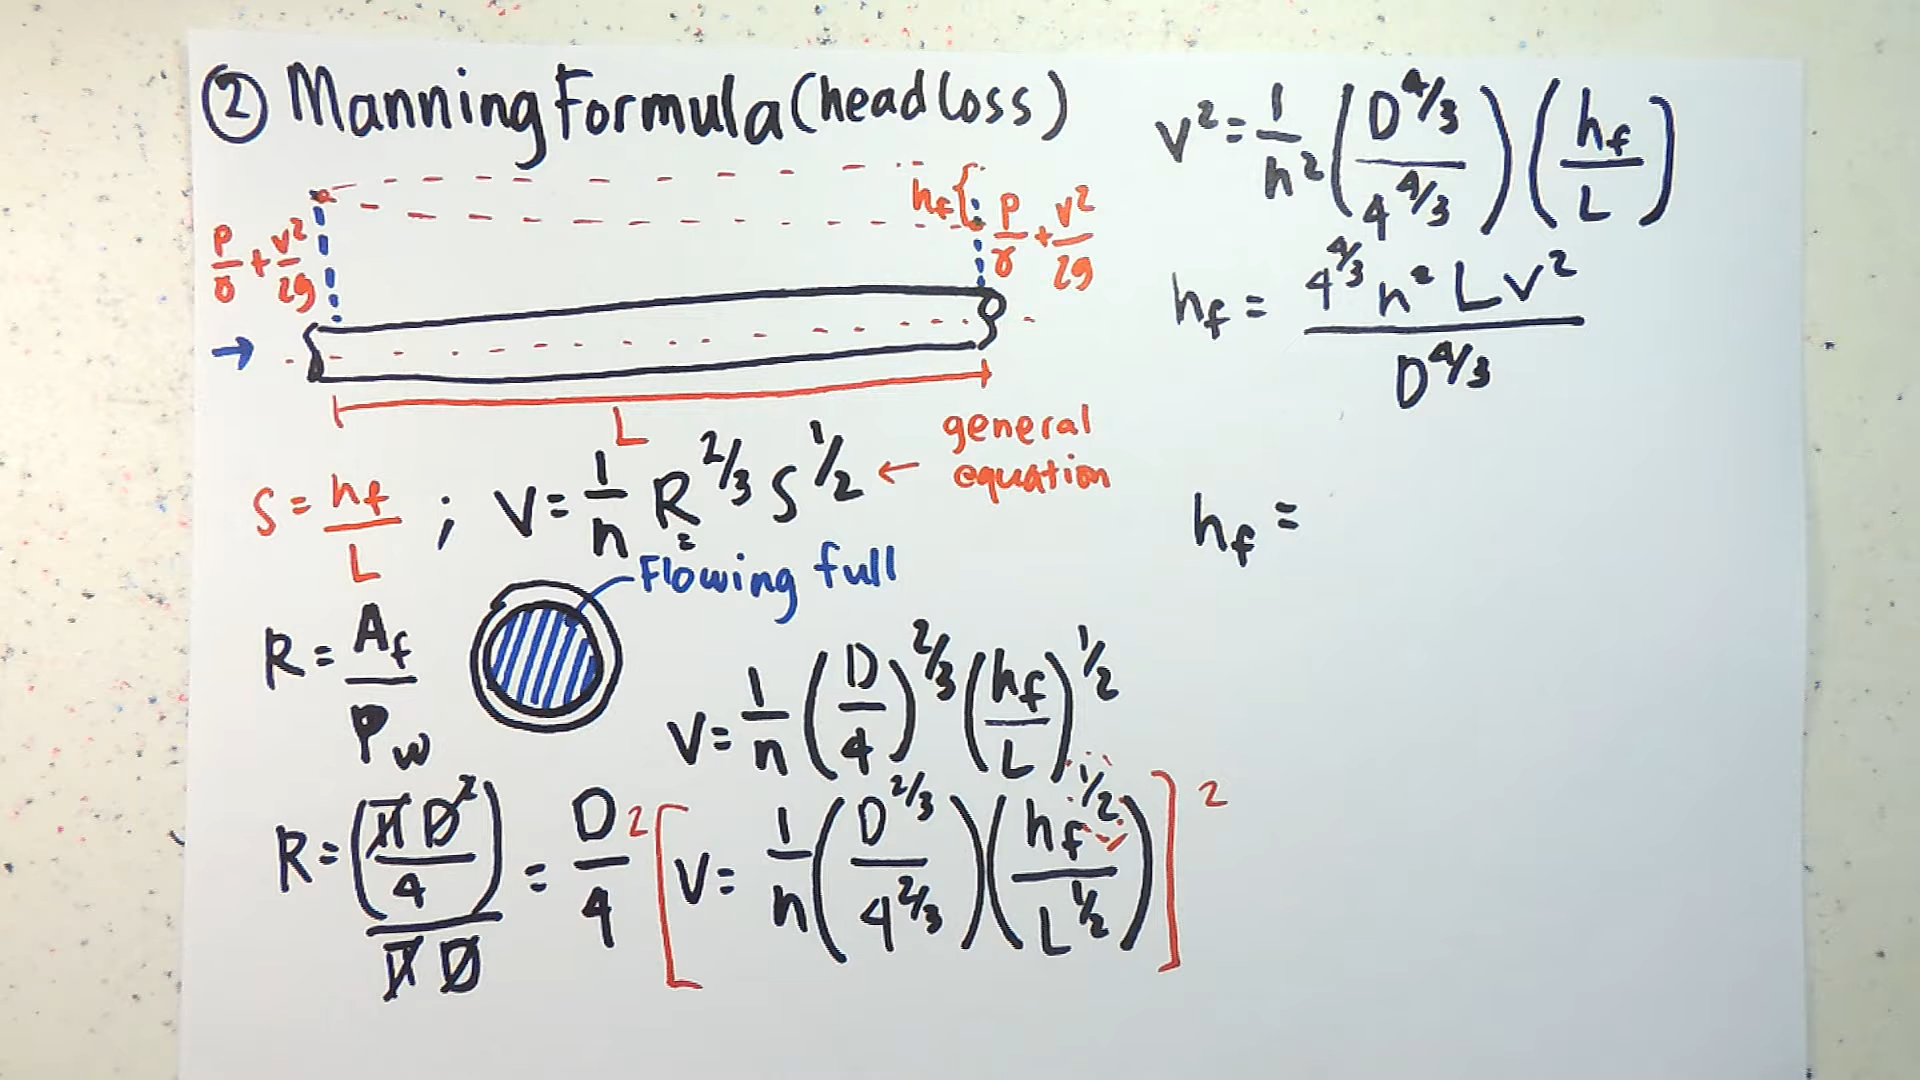 ② Manning Formula (head loss)
hf
P/γ + v²/2g
P/γ + v²/2g
→
L
S = hf/L ; V = 1/n R^2/3 S^1/2 ← general equation
Flowing full
R = Af/Pw
V = 1/n (D/4)^2/3 (hf/L)^1/2
R = (πD²/4)/πD = D/4
2[V = 1/n (D^2/3/4^2/3)(hf^1/2/L^1/2)]2
v² = 1/n² (D^4/3/4^4/3)(hf/L)
hf = 4^4/3 n² L v²/D^4/3
hf =